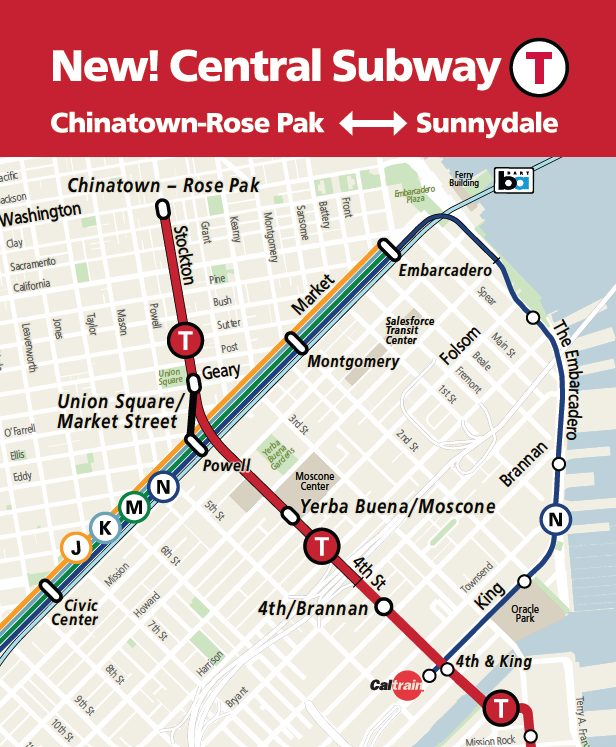 New! Central Subway T
Chinatown-Rose Pak Sunnydale
Ferry
Building
BART
ba
Embarcadero
Plaza
Chinatown – Rose Pak
Washington
Clay
Sacramento
California
Stockton
Grant
Kearny
Montgomery
Sansome
Battery
Front
Embarcadero
Pine
Bush
Sutter
Post
Market
Leavenworth
Jones
Taylor
Mason
Powell
T
Spear
Main St
Beale
Fremont
1st St
Folsom
The Embarcadero
Salesforce
Transit
Center
Montgomery
Union
Square
Geary
Union Square/
Market Street
O'Farrell
Ellis
Eddy
Powell
3rd St
2nd St
Yerba
Buena
Gardens
Moscone
Center
Brannan
Yerba Buena/Moscone
N
M
K
J
5th St
T
N
4th St
6th St
Mission
Howard
7th St
Civic
Center
4th/Brannan
Townsend
King
Oracle
Park
Harrison
8th St
4th & King
Caltrain
Bryant
9th St
10th St
T
Terry A. Fran
Mission Rock